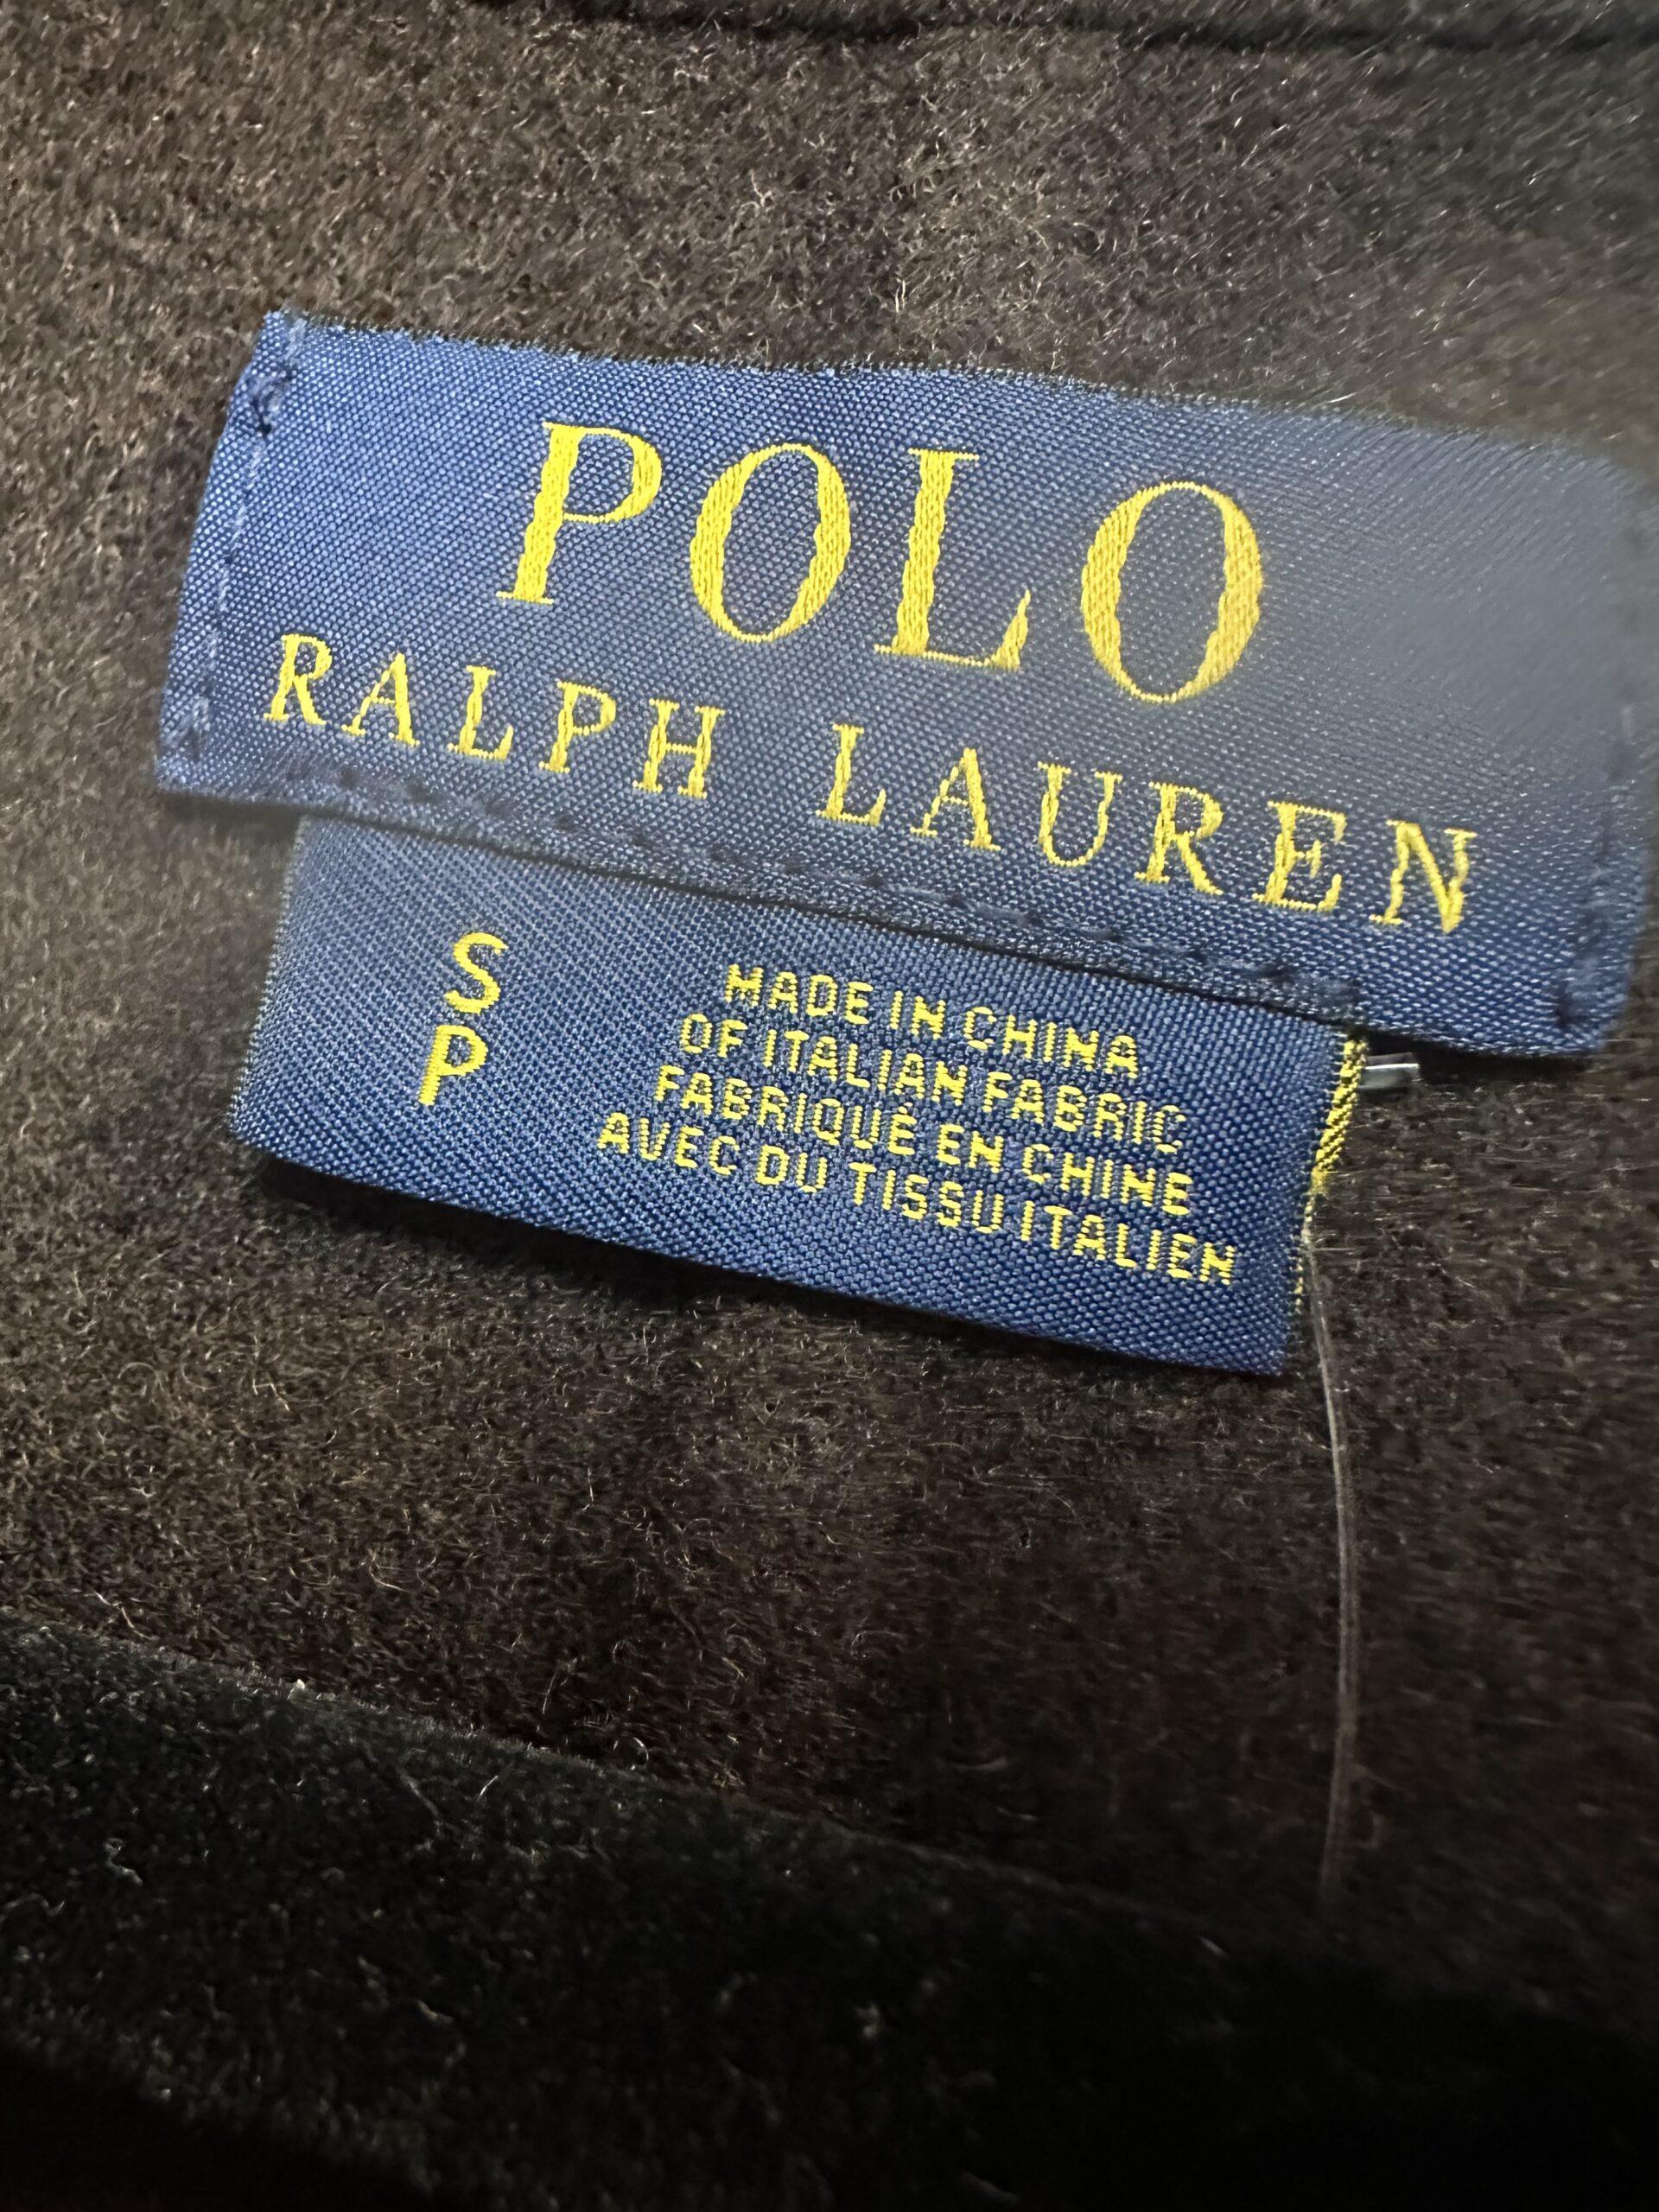 POLO
RALPH LAUREN
S
P
MADE IN CHINA
OF ITALIAN FABRIC
FABRIQUÉ EN CHINE
AVEC DU TISSU ITALIEN